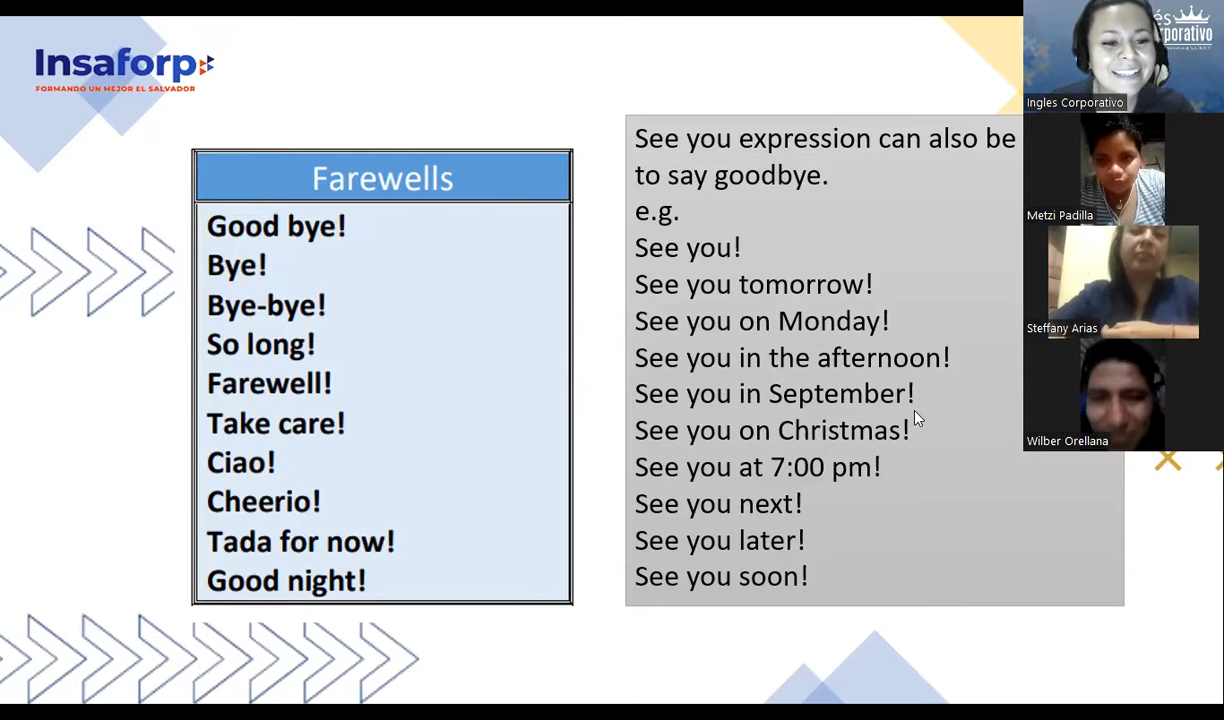 Insaforp
FORMANDO UN MEJOR EL SALVADOR
Farewells
Good bye!
Bye!
Bye-bye!
So long!
Farewell!
Take care!
Ciao!
Cheerio!
Tada for now!
Good night!
See you expression can also be
to say goodbye.
e.g.
See you!
See you tomorrow!
See you on Monday!
See you in the afternoon!
See you in September!
See you on Christmas!
See you at 7:00 pm!
See you next!
See you later!
See you soon!
Ingles Corporativo
Metzi Padilla
Steffany Arias
Wilber Orellana